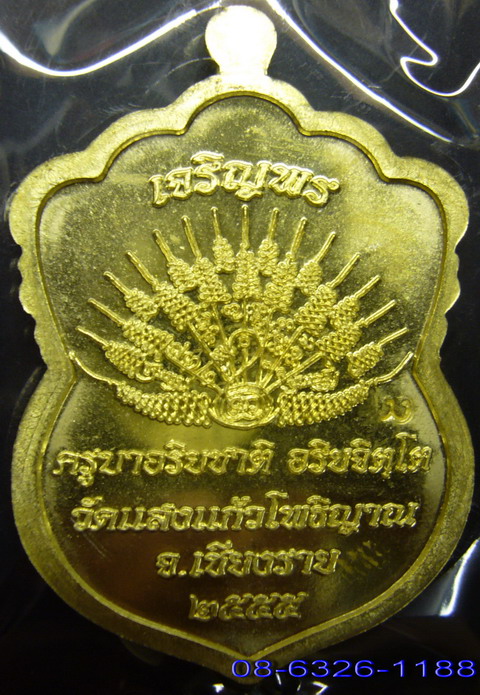 เจริญพร
ครูบาอริยชาติ อริยจิตฺโต
วัดแสงแก้วโพธิญาณ
จ.เชียงราย
๒๕๕๕
08-6326-1188